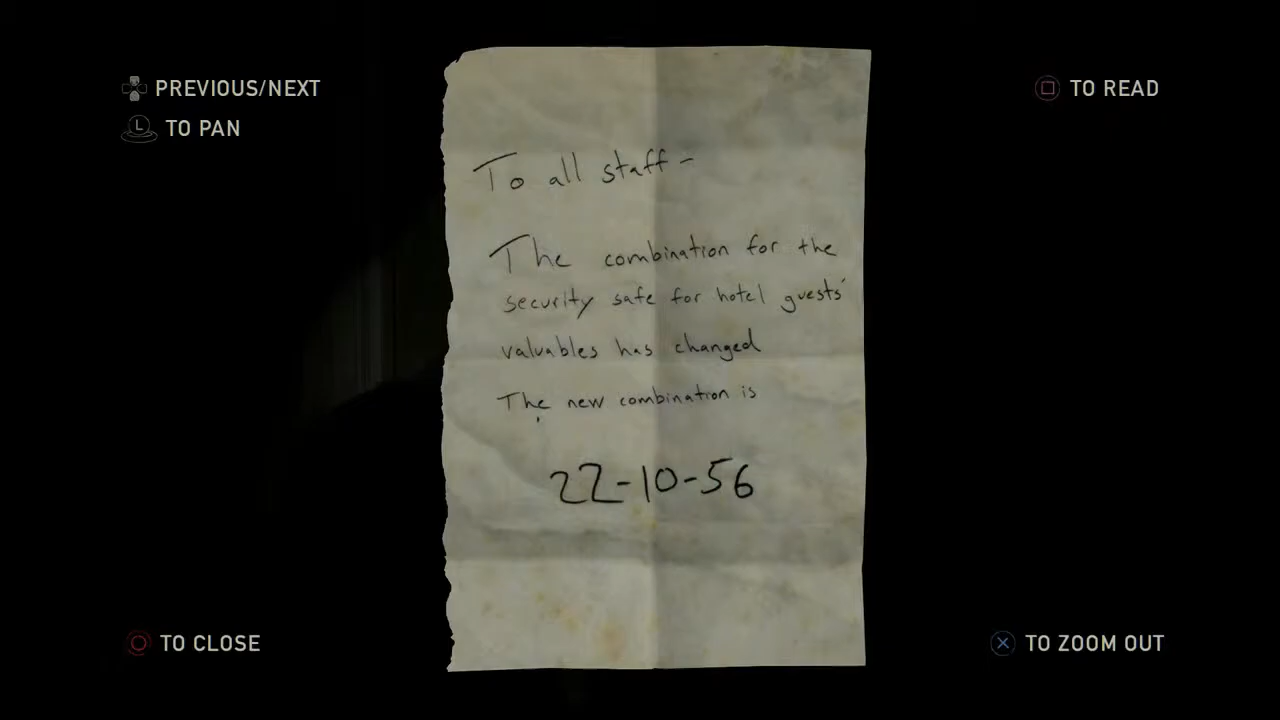 PREVIOUS/NEXT
L TO PAN
TO READ
To all staff-
The combination for the
security safe for hotel guests'
valuables has changed
The new combination is
22-10-56
TO CLOSE
TO ZOOM OUT